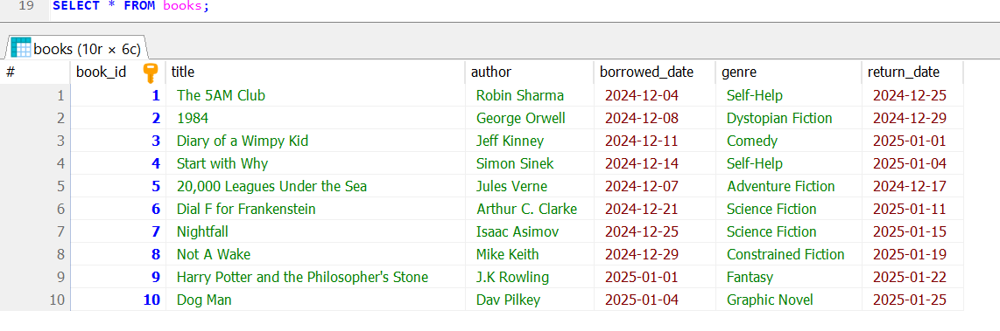 19 SELECT * FROM books;
books (10r × 6c)
# book_id title author borrowed_date genre return_date
1 1 The 5AM Club Robin Sharma 2024-12-04 Self-Help 2024-12-25
2 2 1984 George Orwell 2024-12-08 Dystopian Fiction 2024-12-29
3 3 Diary of a Wimpy Kid Jeff Kinney 2024-12-11 Comedy 2025-01-01
4 4 Start with Why Simon Sinek 2024-12-14 Self-Help 2025-01-04
5 5 20,000 Leagues Under the Sea Jules Verne 2024-12-07 Adventure Fiction 2024-12-17
6 6 Dial F for Frankenstein Arthur C. Clarke 2024-12-21 Science Fiction 2025-01-11
7 7 Nightfall Isaac Asimov 2024-12-25 Science Fiction 2025-01-15
8 8 Not A Wake Mike Keith 2024-12-29 Constrained Fiction 2025-01-19
9 9 Harry Potter and the Philosopher's Stone J.K Rowling 2025-01-01 Fantasy 2025-01-22
10 10 Dog Man Dav Pilkey 2025-01-04 Graphic Novel 2025-01-25